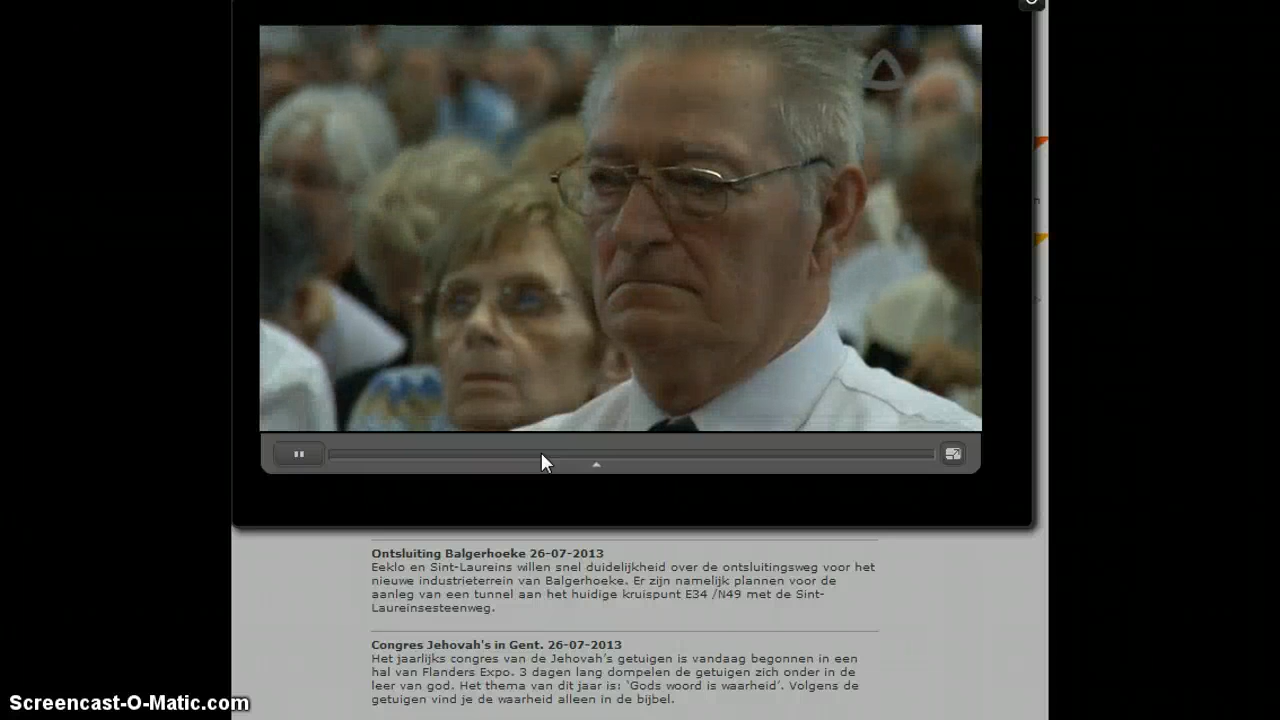 Ontsluiting Balgerhoeke 26-07-2013
Eeklo en Sint-Laureins willen snel duidelijkheid over de ontsluitingsweg voor het
nieuwe industrieterrein van Balgerhoeke. Er zijn namelijk plannen voor de
aanleg van een tunnel aan het huidige kruispunt E34 /N49 met de Sint-
Laureinsesteenweg.
Congres Jehovah's in Gent. 26-07-2013
Het jaarlijks congres van de Jehovah's getuigen is vandaag begonnen in een
hal van Flanders Expo. 3 dagen lang dompelen de getuigen zich onder in de
leer van god. Het thema van dit jaar is: 'Gods woord is waarheid'. Volgens de
getuigen vind je de waarheid alleen in de bijbel.
Screencast-O-Matic.com